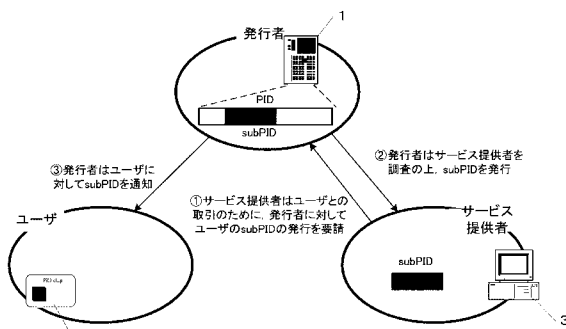 1
発行者
PID
subPID
③発行者はユーザに
対してsubPIDを通知
②発行者はサービス提供者を
調査の上，subPIDを発行
①サービス提供者はユーザとの
取引のために，発行者に対して
ユーザのsubPIDの発行を要請
ユーザ
サービス
提供者
3